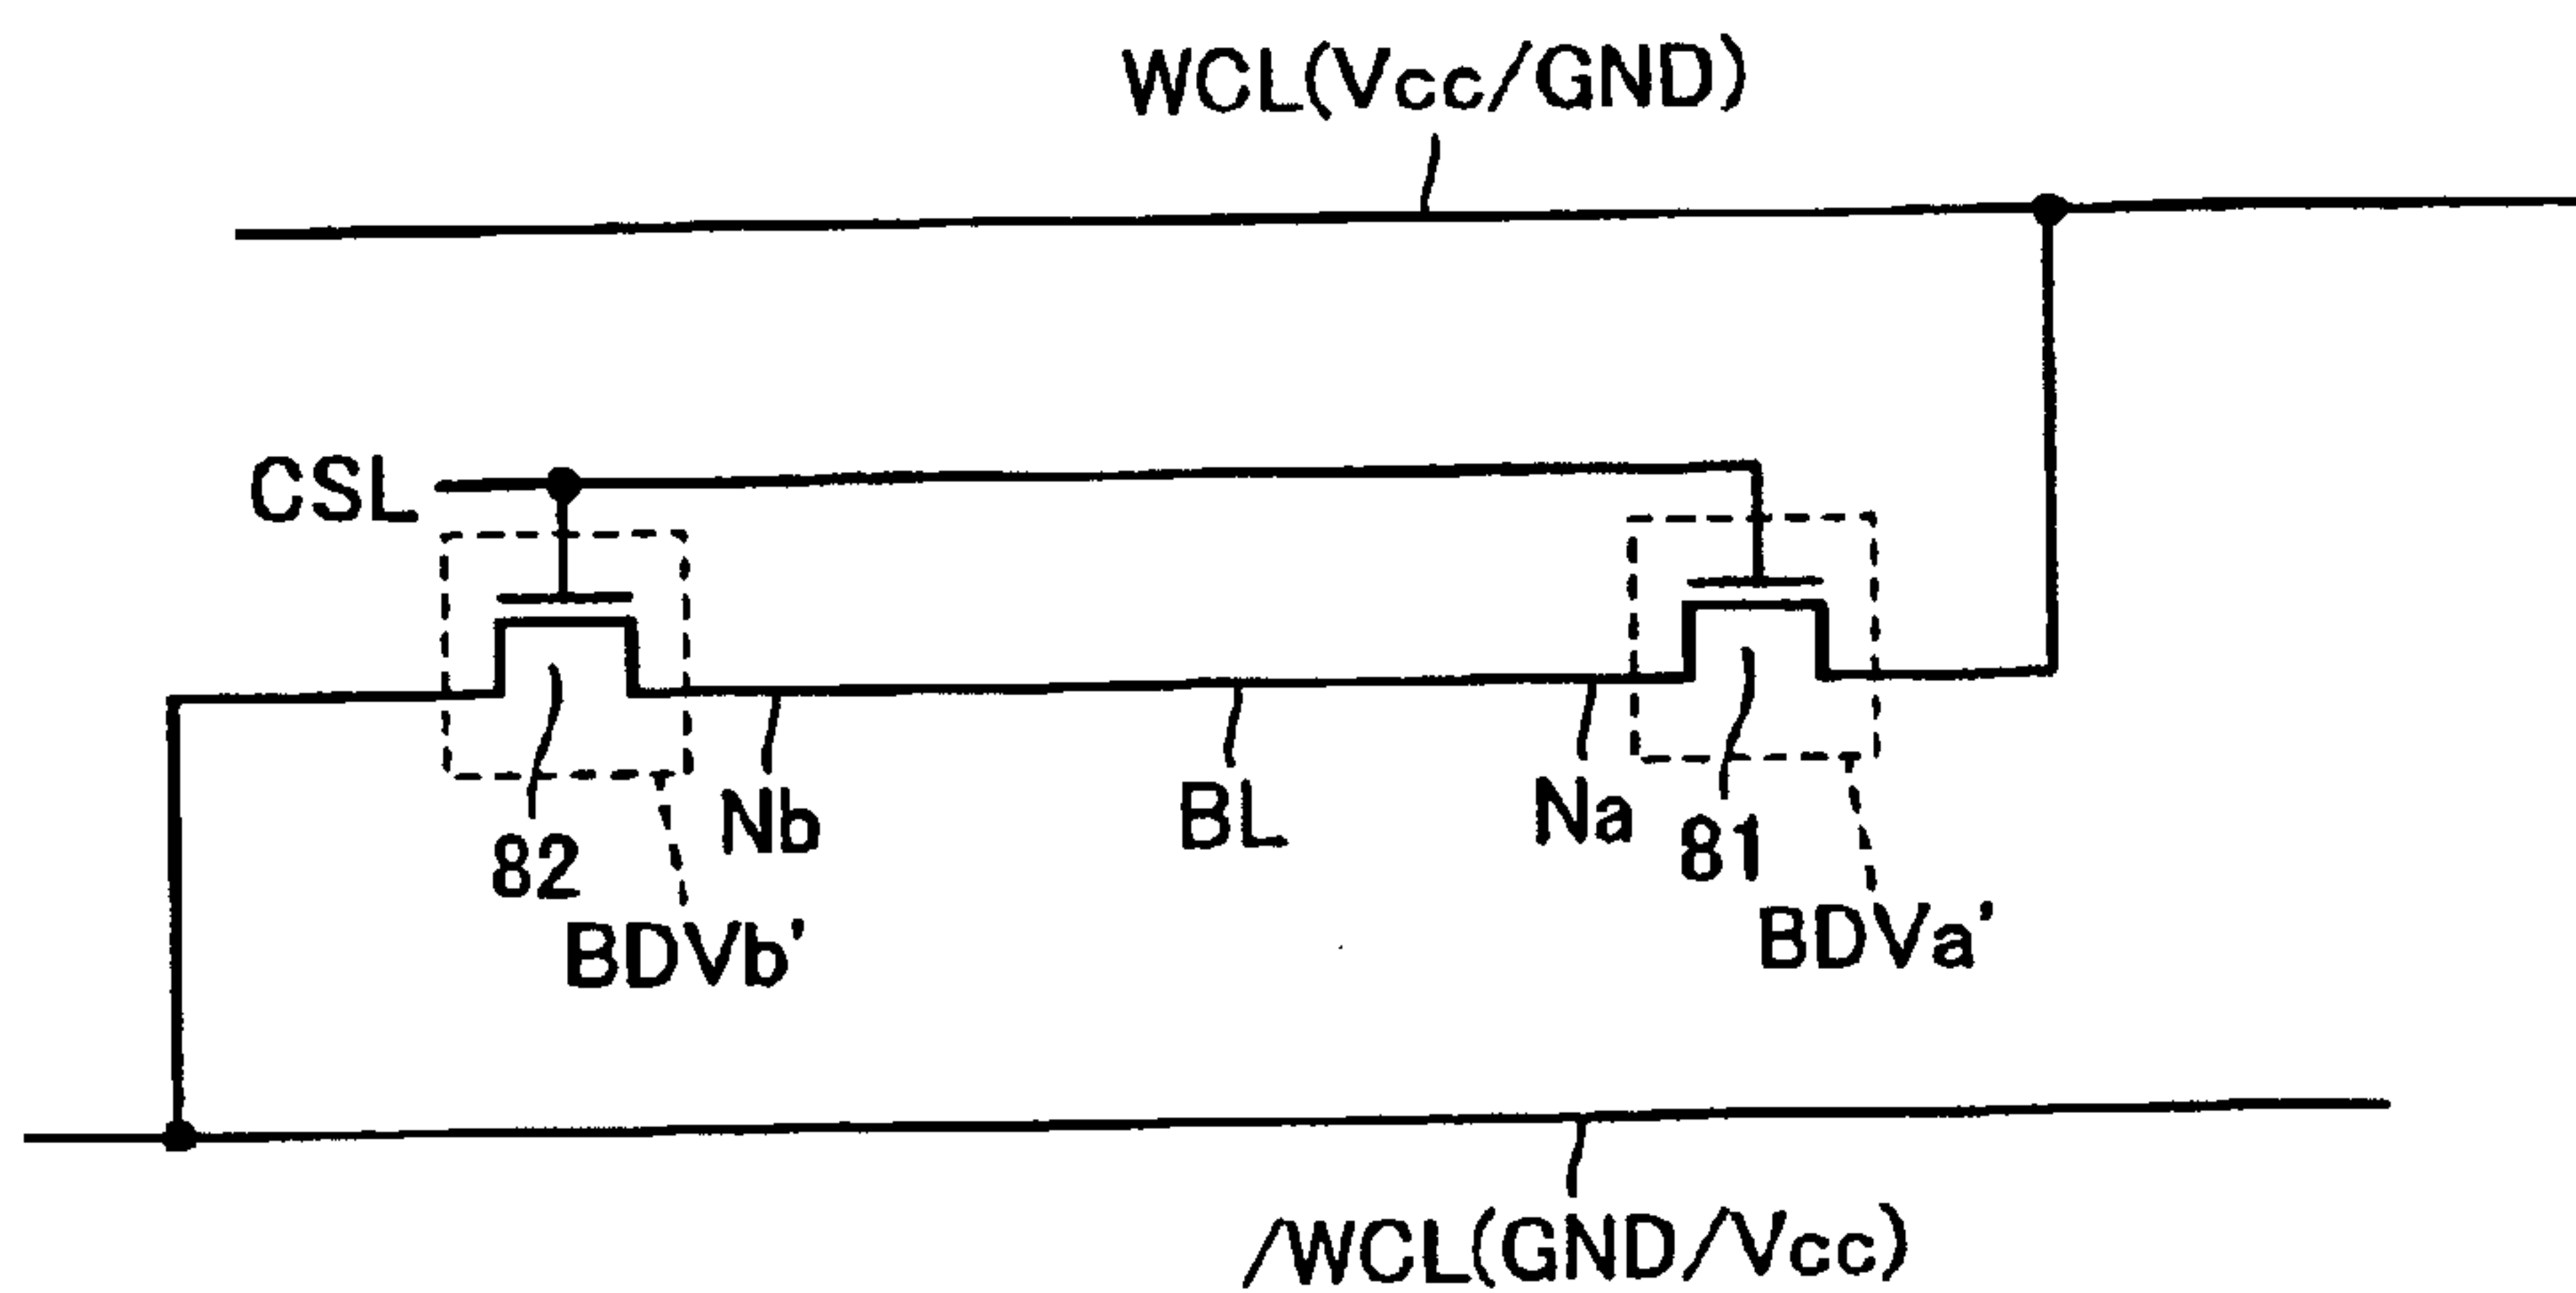 WCL(Vcc/GND)
CSL
Nb
BL
Na
82
81
BDVb'
BDVa'
/WCL(GND/Vcc)